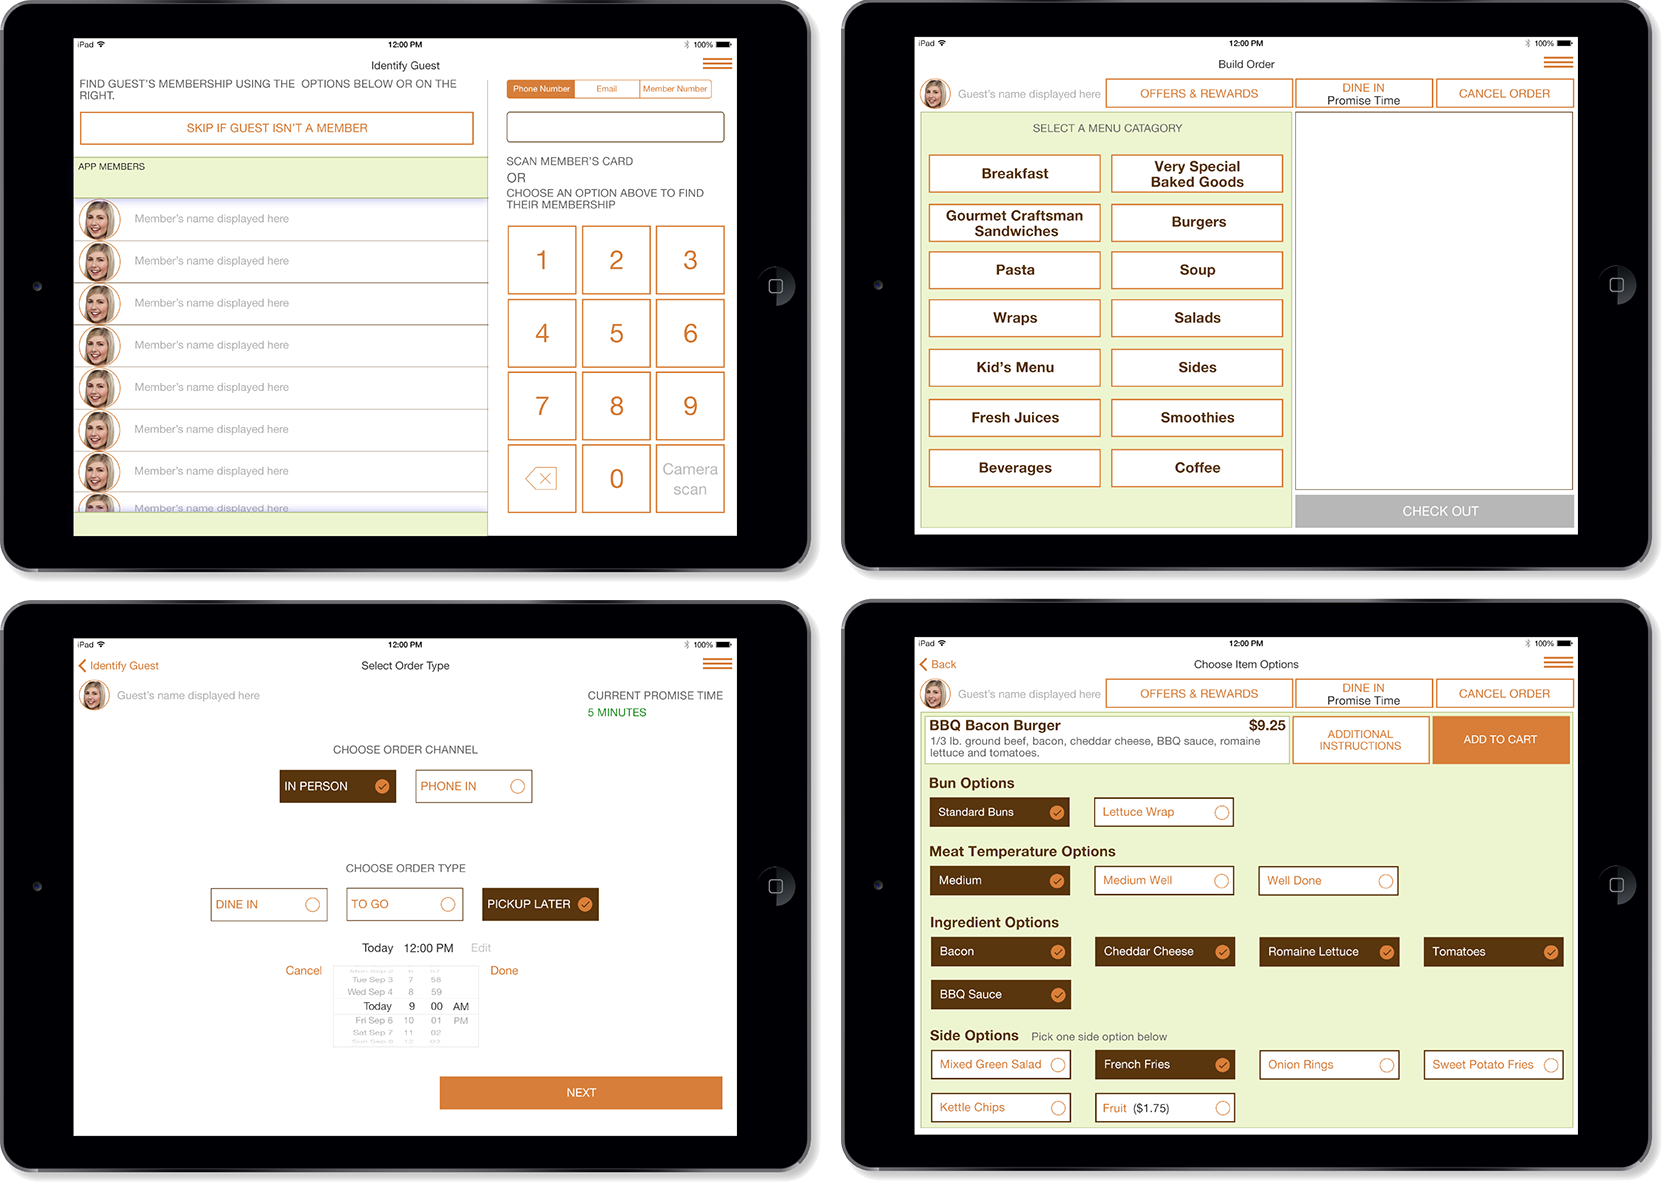 iPad 12:00 PM 100%
Identify Guest
FIND GUEST'S MEMBERSHIP USING THE OPTIONS BELOW OR ON THE
RIGHT.
SKIP IF GUEST ISN'T A MEMBER
APP MEMBERS
Member's name displayed here
Member's name displayed here
Member's name displayed here
Member's name displayed here
Member's name displayed here
Member's name displayed here
Member's name displayed here
Member's name displayed here
Phone Number Email Member Number
SCAN MEMBER'S CARD
OR
CHOOSE AN OPTION ABOVE TO FIND
THEIR MEMBERSHIP
1 2 3
4 5 6
7 8 9
0 Camera
scan
iPad 12:00 PM 100%
Build Order
Guest's name displayed here
OFFERS & REWARDS
DINE IN
Promise Time
CANCEL ORDER
SELECT A MENU CATAGORY
Breakfast
Very Special
Baked Goods
Gourmet Craftsman
Sandwiches
Burgers
Pasta
Soup
Wraps
Salads
Kid's Menu
Sides
Fresh Juices
Smoothies
Beverages
Coffee
CHECK OUT
iPad 12:00 PM 100%
Identify Guest
Select Order Type
Guest's name displayed here
CURRENT PROMISE TIME
5 MINUTES
CHOOSE ORDER CHANNEL
IN PERSON
PHONE IN
CHOOSE ORDER TYPE
DINE IN
TO GO
PICKUP LATER
Today 12:00 PM Edit
Cancel
Done
Tue Sep 3 7 58
Wed Sep 4 8 59
Today 9 00 AM
Fri Sep 6 10 01 PM
Sat Sep 7 11 02
NEXT
iPad 12:00 PM 100%
Back
Choose Item Options
Guest's name displayed here
OFFERS & REWARDS
DINE IN
Promise Time
CANCEL ORDER
BBQ Bacon Burger $9.25
1/3 lb. ground beef, bacon, cheddar cheese, BBQ sauce, romaine
lettuce and tomatoes.
ADDITIONAL
INSTRUCTIONS
ADD TO CART
Bun Options
Standard Buns
Lettuce Wrap
Meat Temperature Options
Medium
Medium Well
Well Done
Ingredient Options
Bacon
Cheddar Cheese
Romaine Lettuce
Tomatoes
BBQ Sauce
Side Options Pick one side option below
Mixed Green Salad
French Fries
Onion Rings
Sweet Potato Fries
Kettle Chips
Fruit ($1.75)